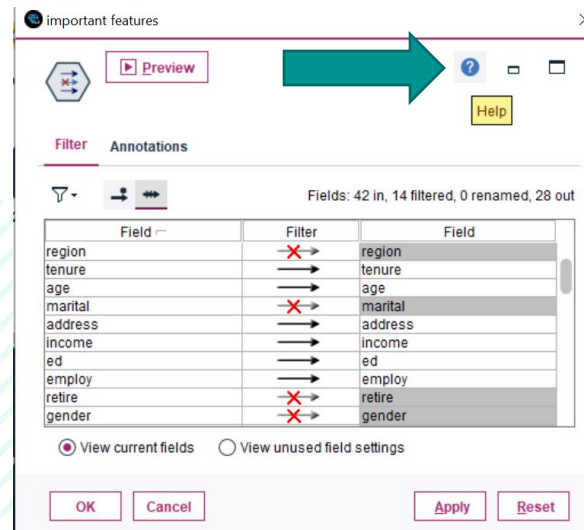 important features
Preview
?
Help
Filter Annotations
Fields: 42 in, 14 filtered, 0 renamed, 28 out
Field Filter Field
region region
tenure tenure
age age
marital marital
address address
income income
ed ed
employ employ
retire retire
gender gender
View current fields View unused field settings
OK Cancel Apply Reset